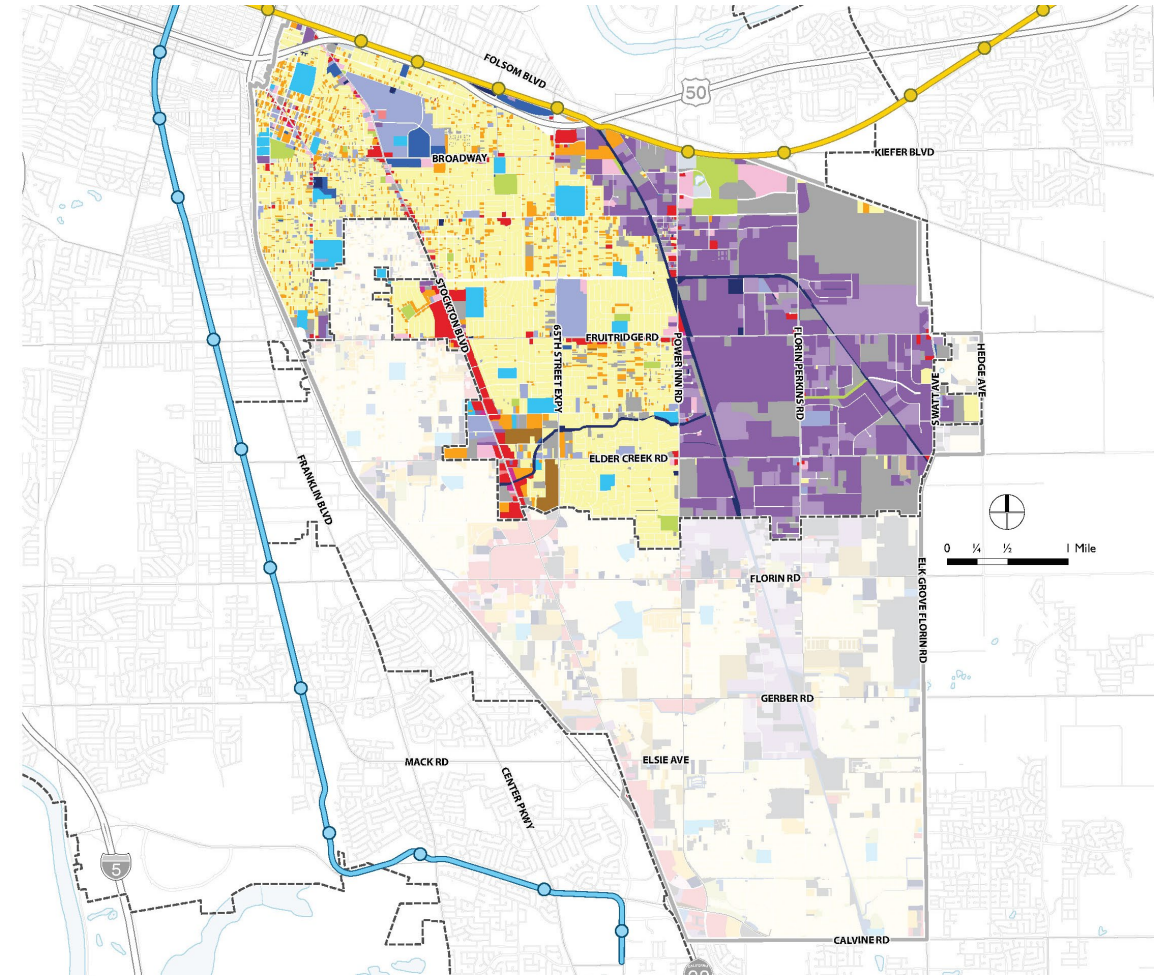 FOLSOM BLVD
50
BROADWAY
KIEFER BLVD
STOCKTON BLVD
65TH STREET EXPY
FRUITRIDGE RD
POWER INN RD
FLORIN PERKINS RD
S WATT AVE
HEDGE AVE
ELDER CREEK RD
FRANKLIN BLVD
0 ¼ ½ 1 Mile
FLORIN RD
ELK GROVE FLORIN RD
GERBER RD
MACK RD
ELSIE AVE
CENTER PKWY
5
CALVINE RD